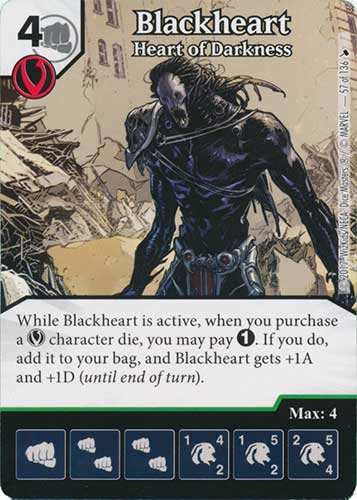 4
Blackheart
Heart of Darkness
57 of 136
© MARVEL
While Blackheart is active, when you purchase
a character die, you may pay 1. If you do,
add it to your bag, and Blackheart gets +1A
and +1D (until end of turn).
Max: 4
1 4 2
1 5 2
2 5 4